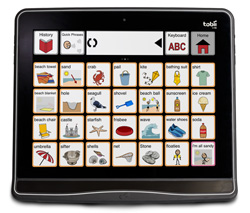 tobii
History
Quick Phrases
Keyboard
ABC
Home
beach towel sand crab pail kite bathing suit shirt
beach blanket hole seagull shovel beach ball sunscreen ice cream
beach chair castle starfish frisbee wave water shoes soda
umbrella after shells net Stone floaties I'm all sandy